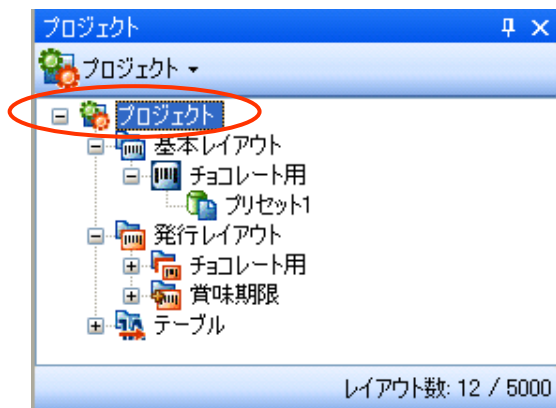 プロジェクト
プロジェクト
プロジェクト
基本レイアウト
チョコレート用
プリセット1
発行レイアウト
チョコレート用
賞味期限
テーブル
レイアウト数: 12 / 5000